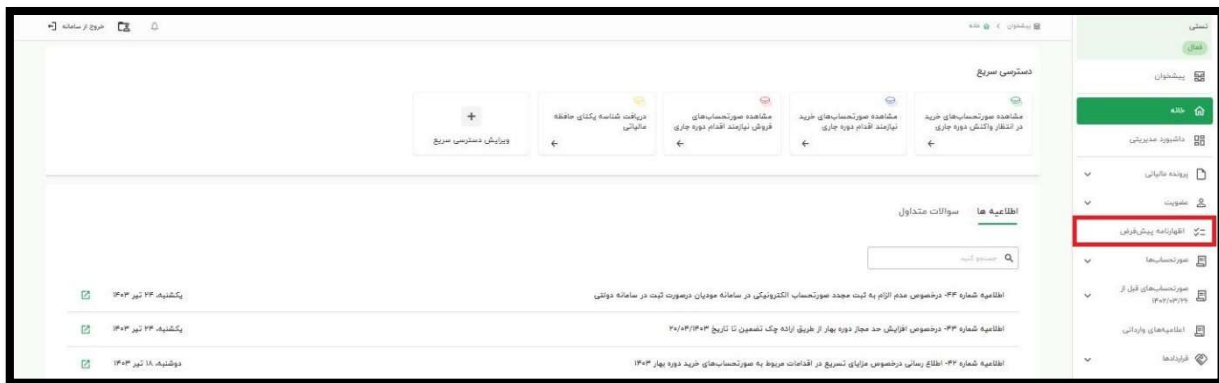 تستی
فعال
پیشخوان
خانه
داشبورد مدیریتی
پرونده مالیاتی
عضویت
اظهارنامه پیش‌فرض
صورتحساب‌ها
صورتحساب‌های قبل از
۱۴۰۲/۰۳/۲۶
اعلامیه‌های وارداتی
قراردادها
پیشخوان
خانه
خروج از سامانه
دسترسی سریع
مشاهده صورتحساب‌های خرید
در انتظار واکنش دوره جاری
مشاهده صورتحساب‌های خرید
نیازمند اقدام دوره جاری
مشاهده صورتحساب‌های
فروش نیازمند اقدام دوره جاری
دریافت شناسه یکتای حافظه
مالیاتی
ویرایش دسترسی سریع
اطلاعیه ها
سوالات متداول
جستجو کنید
اطلاعیه شماره ۴۴- درخصوص عدم الزام به ثبت مجدد صورتحساب الکترونیکی در سامانه مودیان درصورت ثبت در سامانه دولتی
یکشنبه، ۲۴ تیر ۱۴۰۳
اطلاعیه شماره ۴۳- درخصوص افزایش حد مجاز دوره بهار از طریق ارائه چک تضمین تا تاریخ ۲۰/۰۴/۱۴۰۳
یکشنبه، ۲۴ تیر ۱۴۰۳
اطلاعیه شماره ۴۲- اطلاع رسانی درخصوص مزایای تسریع در اقدامات مربوط به صورتحساب‌های خرید دوره بهار ۱۴۰۳
دوشنبه، ۱۸ تیر ۱۴۰۳